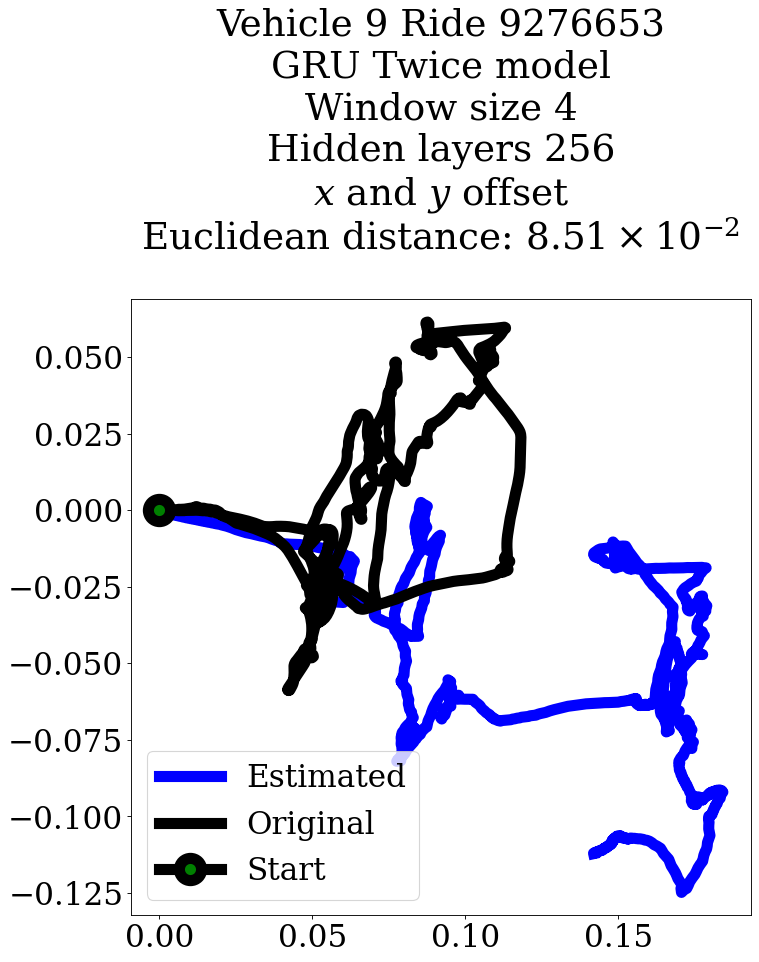 Vehicle 9 Ride 9276653
GRU Twice model
Window size 4
Hidden layers 256
x and y offset
Euclidean distance: 8.51 × 10⁻²
0.050
0.025
0.000
−0.025
−0.050
−0.075
−0.100
−0.125
Estimated
Original
Start
0.00 0.05 0.10 0.15